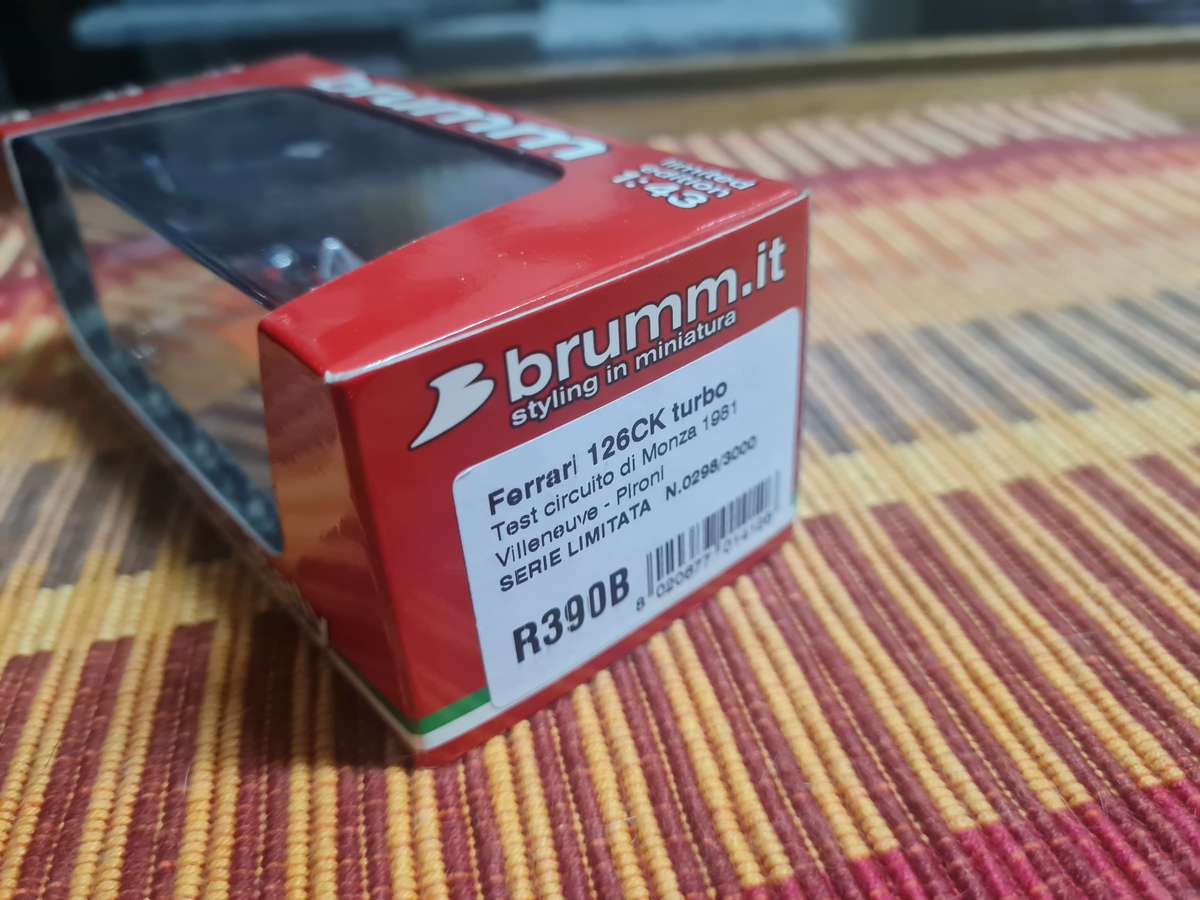 brumm
limited
edition
1:43
brumm.it
styling in miniatura
Ferrari 126CK turbo
Test circuito di Monza 1981
Villeneuve - Pironi
SERIE LIMITATA N.0298/3000
R390B